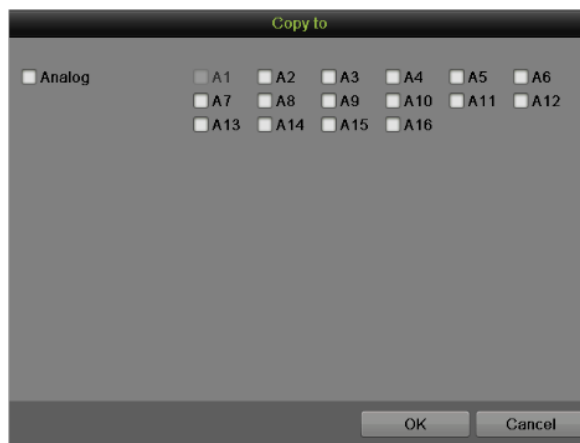 Copy to
Analog A1 A2 A3 A4 A5 A6
A7 A8 A9 A10 A11 A12
A13 A14 A15 A16
OK Cancel